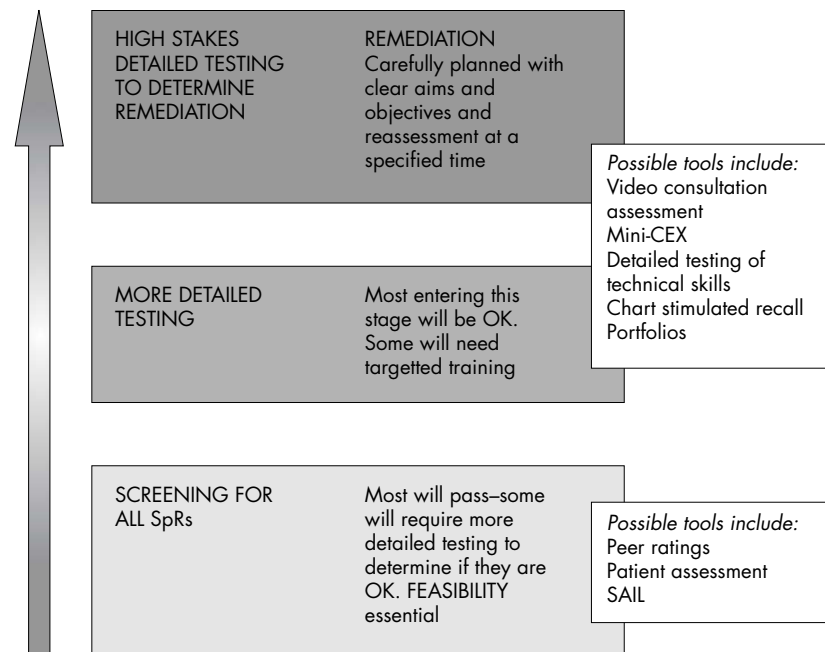 HIGH STAKES
DETAILED TESTING
TO DETERMINE
REMEDIATION
REMEDIATION
Carefully planned with
clear aims and
objectives and
reassessment at a
specified time
Possible tools include:
Video consultation
assessment
Mini-CEX
Detailed testing of
technical skills
Chart stimulated recall
Portfolios
MORE DETAILED
TESTING
Most entering this
stage will be OK.
Some will need
targetted training
SCREENING FOR
ALL SpRs
Most will pass–some
will require more
detailed testing to
determine if they are
OK. FEASIBILITY
essential
Possible tools include:
Peer ratings
Patient assessment
SAIL